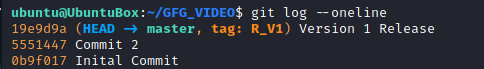 ubuntu@UbuntuBox:~/GFG_VIDEO$ git log --oneline
19e9d9a (HEAD -> master, tag: R_V1) Version 1 Release
5551447 Commit 2
0b9f017 Inital Commit